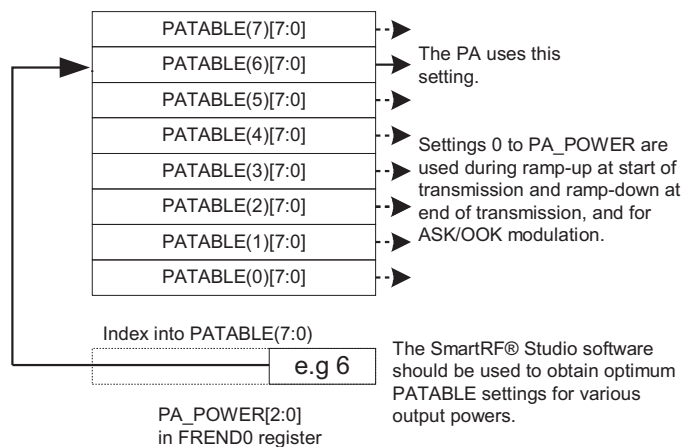 PATABLE(7)[7:0]
PATABLE(6)[7:0]
PATABLE(5)[7:0]
PATABLE(4)[7:0]
PATABLE(3)[7:0]
PATABLE(2)[7:0]
PATABLE(1)[7:0]
PATABLE(0)[7:0]
The PA uses this
setting.
Settings 0 to PA_POWER are
used during ramp-up at start of
transmission and ramp-down at
end of transmission, and for
ASK/OOK modulation.
Index into PATABLE(7:0)
e.g 6
PA_POWER[2:0]
in FREND0 register
The SmartRF® Studio software
should be used to obtain optimum
PATABLE settings for various
output powers.